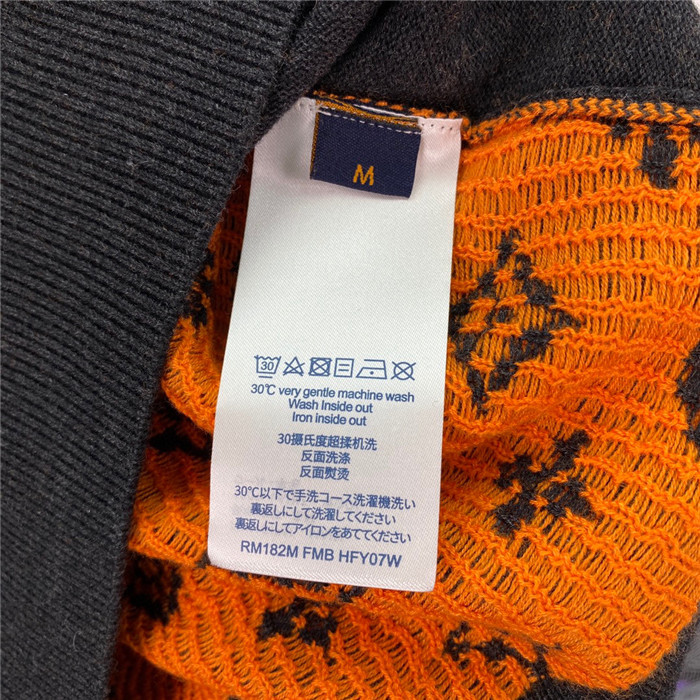 M
30
30℃ very gentle machine wash
Wash Inside out
Iron inside out
30摄氏度超揉机洗
反面洗涤
反面熨烫
30℃以下で手洗コース洗濯機洗い
裏返しにして洗濯してください
裏返しにしてアイロンをあててください
RM182M FMB HFY07W